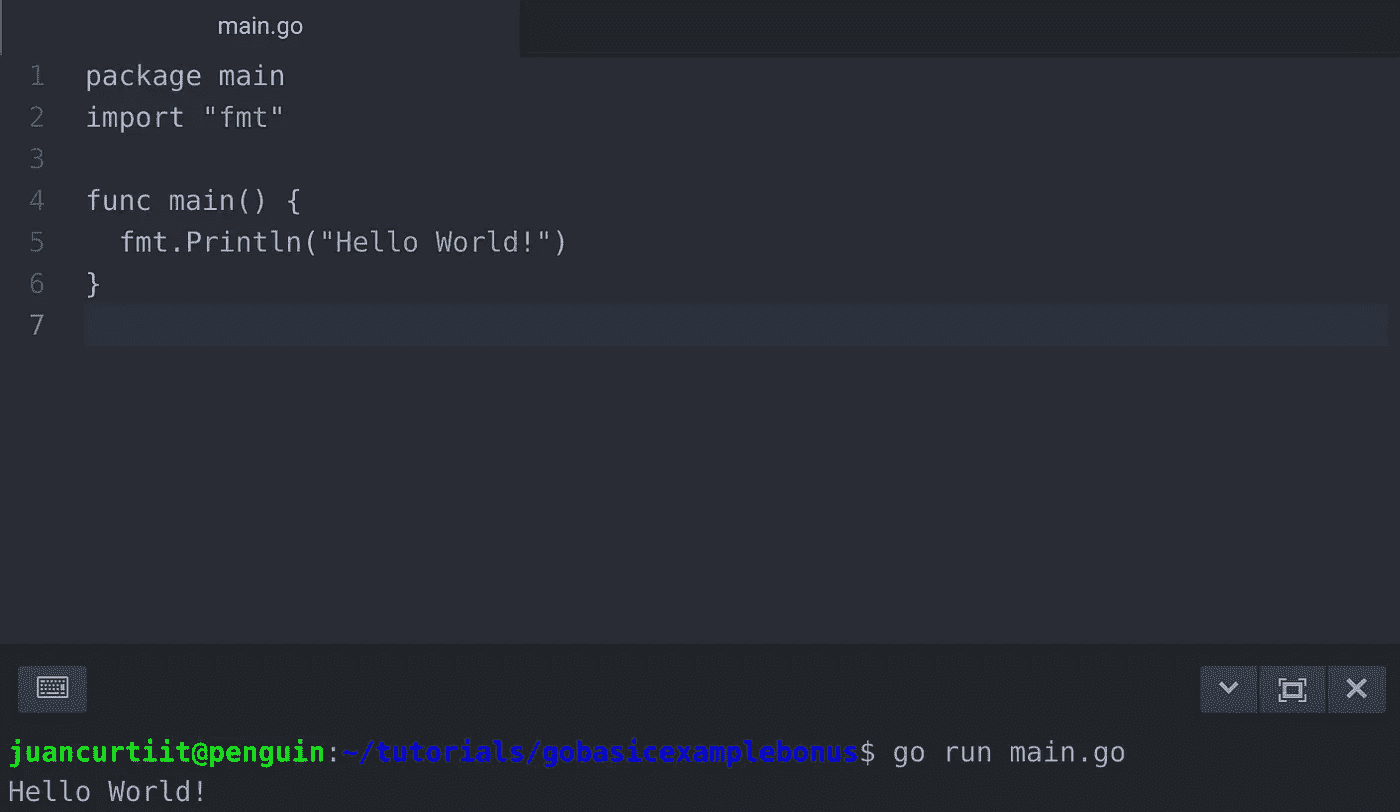 main.go
1 package main
2 import "fmt"
3
4 func main() {
5   fmt.Println("Hello World!")
6 }
7
juancurtiit@penguin:~/tutorials/gobasicexamplebonus$ go run main.go
Hello World!